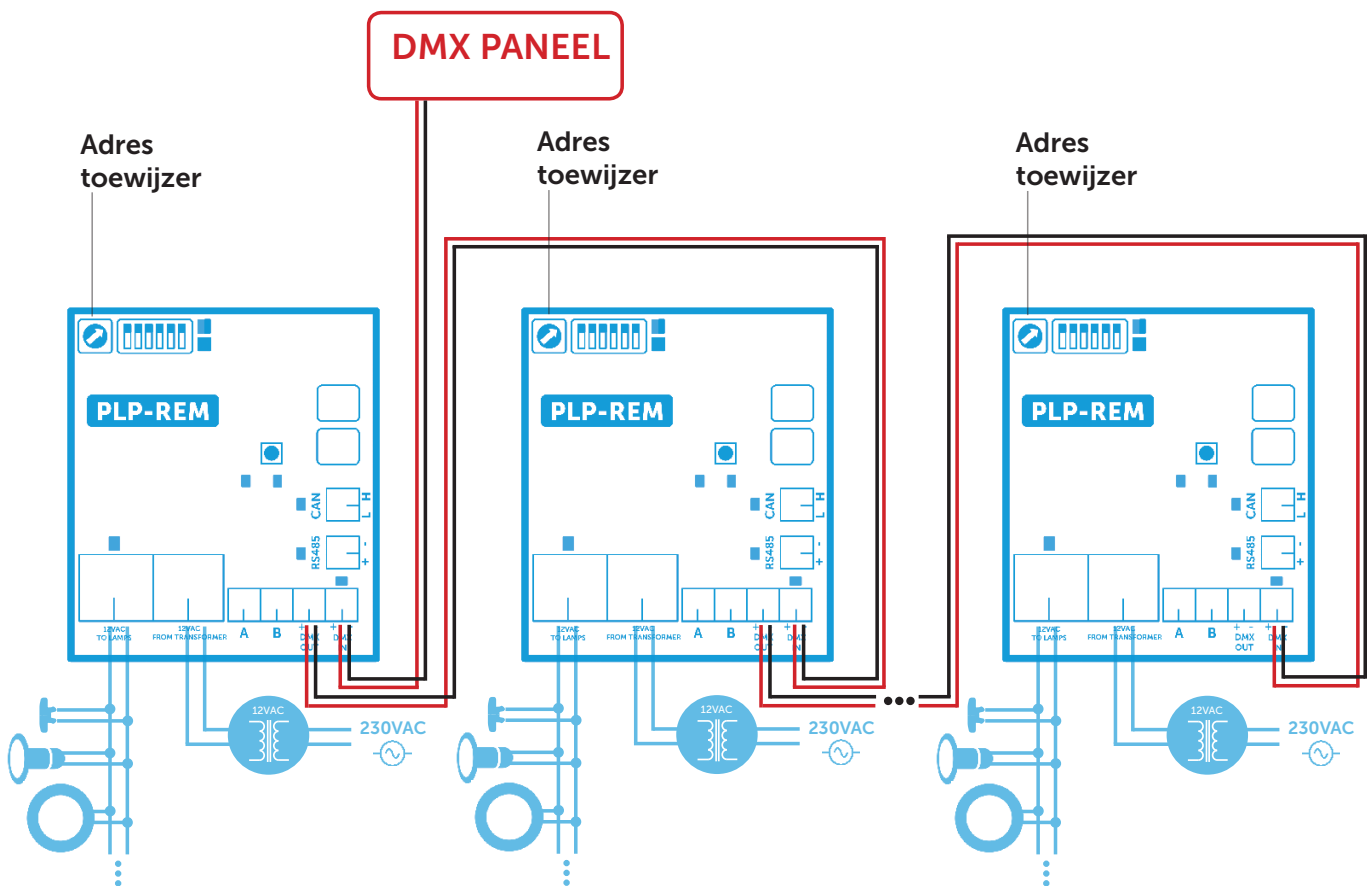 DMX PANEEL
Adres
toewijzer
Adres
toewijzer
Adres
toewijzer
PLP-REM
PLP-REM
PLP-REM
CAN
H
L
RS485
-
+
CAN
H
L
RS485
-
+
CAN
H
L
RS485
-
+
12VAC
TO LAMPS
12VAC
FROM TRANSFORMER
A
B
+
DMX
OUT
+
DMX
IN
12VAC
TO LAMPS
12VAC
FROM TRANSFORMER
A
B
+
DMX
OUT
+
DMX
IN
12VAC
TO LAMPS
12VAC
FROM TRANSFORMER
A
B
+ -
DMX
OUT
+
DMX
IN
12VAC
230VAC
12VAC
230VAC
12VAC
230VAC